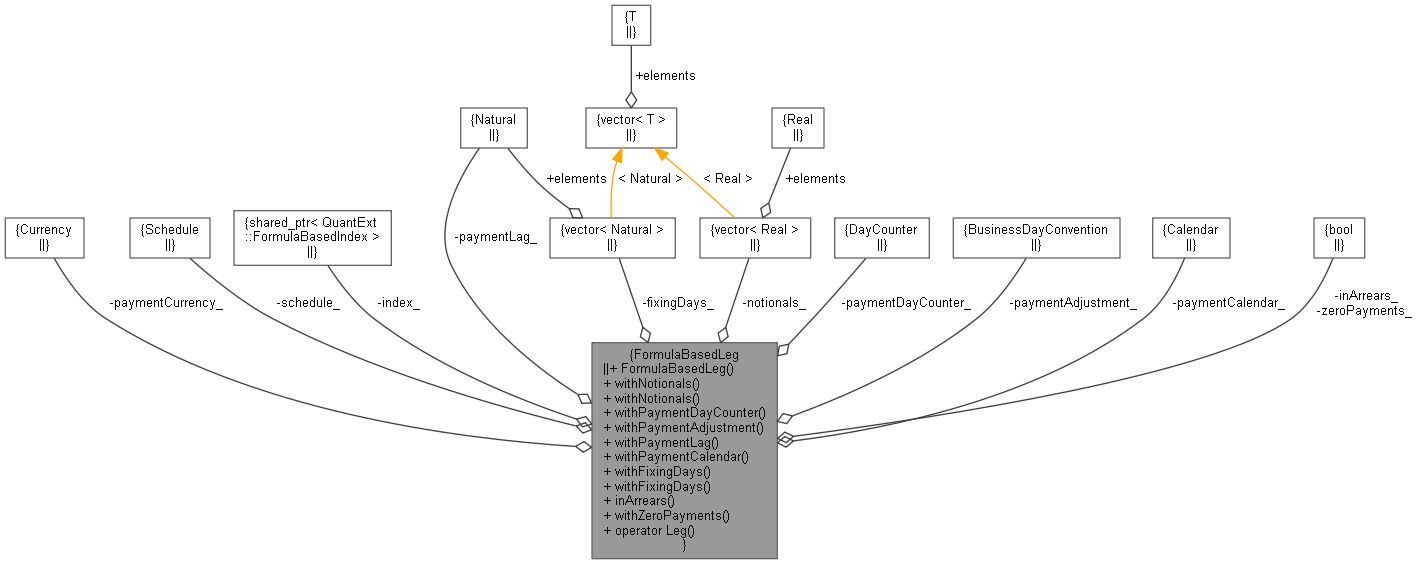 {T
||}
+elements
{Natural
||}
{vector< T >
||}
{Real
||}
+elements
< Natural >
< Real >
+elements
{Currency
||}
{Schedule
||}
{shared_ptr< QuantExt
::FormulaBasedIndex >
||}
-paymentLag_
{vector< Natural >
||}
{vector< Real >
||}
{DayCounter
||}
{BusinessDayConvention
||}
{Calendar
||}
{bool
||}
-paymentCurrency_
-schedule_
-index_
-fixingDays_
-notionals_
-paymentDayCounter_
-paymentAdjustment_
-paymentCalendar_
-inArrears_
-zeroPayments_
{FormulaBasedLeg
||+ FormulaBasedLeg()
+ withNotionals()
+ withNotionals()
+ withPaymentDayCounter()
+ withPaymentAdjustment()
+ withPaymentLag()
+ withPaymentCalendar()
+ withFixingDays()
+ withFixingDays()
+ inArrears()
+ withZeroPayments()
+ operator Leg()
}